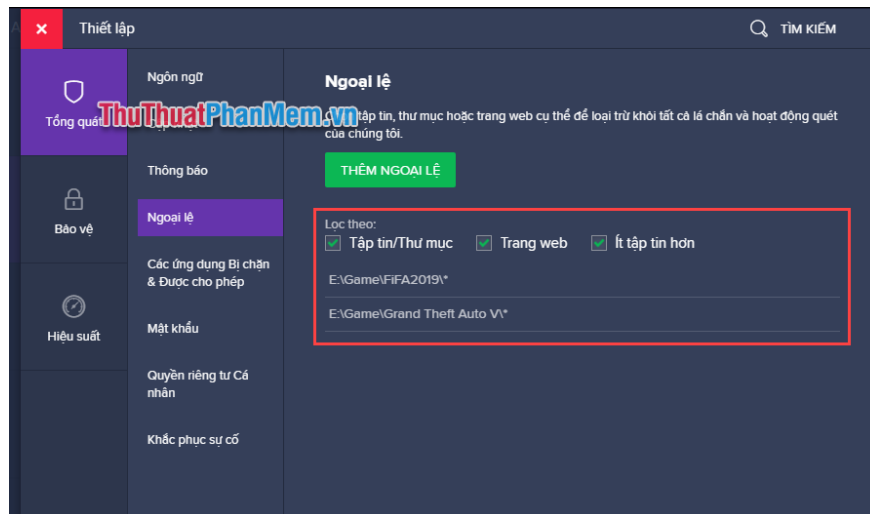 Thiết lập
TÌM KIẾM
Tổng quát
Bảo vệ
Hiệu suất
Ngôn ngữ
Thông báo
Ngoại lệ
Các ứng dụng Bị chặn
& Được cho phép
Mật khẩu
Quyền riêng tư Cá
nhân
Khắc phục sự cố
ThuThuatPhanMem.vn
Ngoại lệ
tập tin, thư mục hoặc trang web cụ thể để loại trừ khỏi tất cả lá chắn và hoạt động quét
của chúng tôi.
THÊM NGOẠI LỆ
Lọc theo:
Tập tin/Thư mục Trang web Ít tập tin hơn
E:\Game\FiFA2019\*
E:\Game\Grand Theft Auto V\*